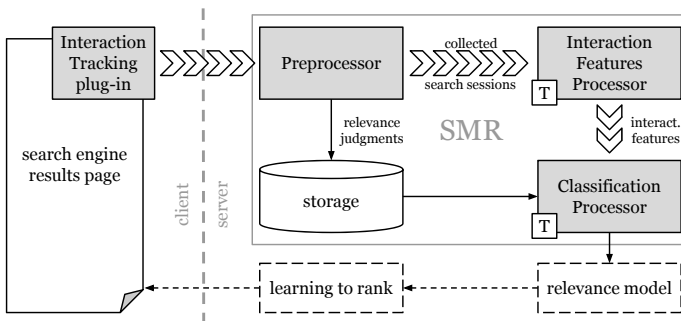 Interaction
Tracking
plug-in
search engine
results page
client
server
Preprocessor
collected
search sessions
Interaction
Features
Processor
T
relevance
judgments
SMR
interact.
features
storage
Classification
Processor
T
learning to rank
relevance model